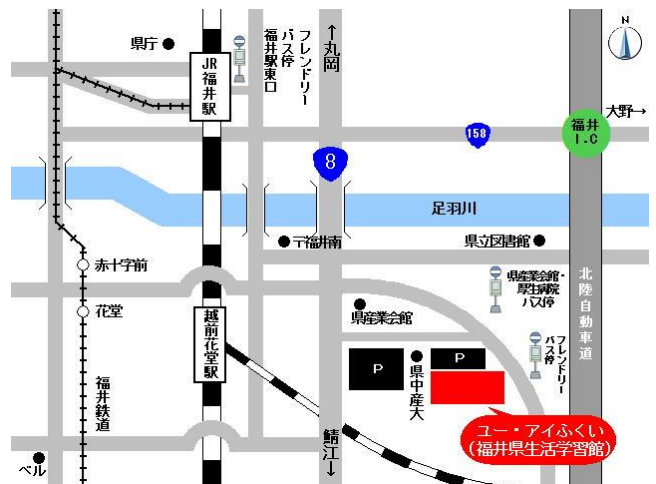 県庁
JR福井駅
フレンドリー
バス停
福井駅東口
↑丸岡
N
大野→
福井
I.C
158
8
足羽川
〒福井南
県立図書館
赤十字前
花堂
福井鉄道
越前花堂駅
県産業会館
県産業会館・
厚生病院
バス停
北陸自動車道
フレンドリー
バス停
P
P
県中産大
ユー・アイふくい
(福井県生活学習館)
鯖江↓
ベル